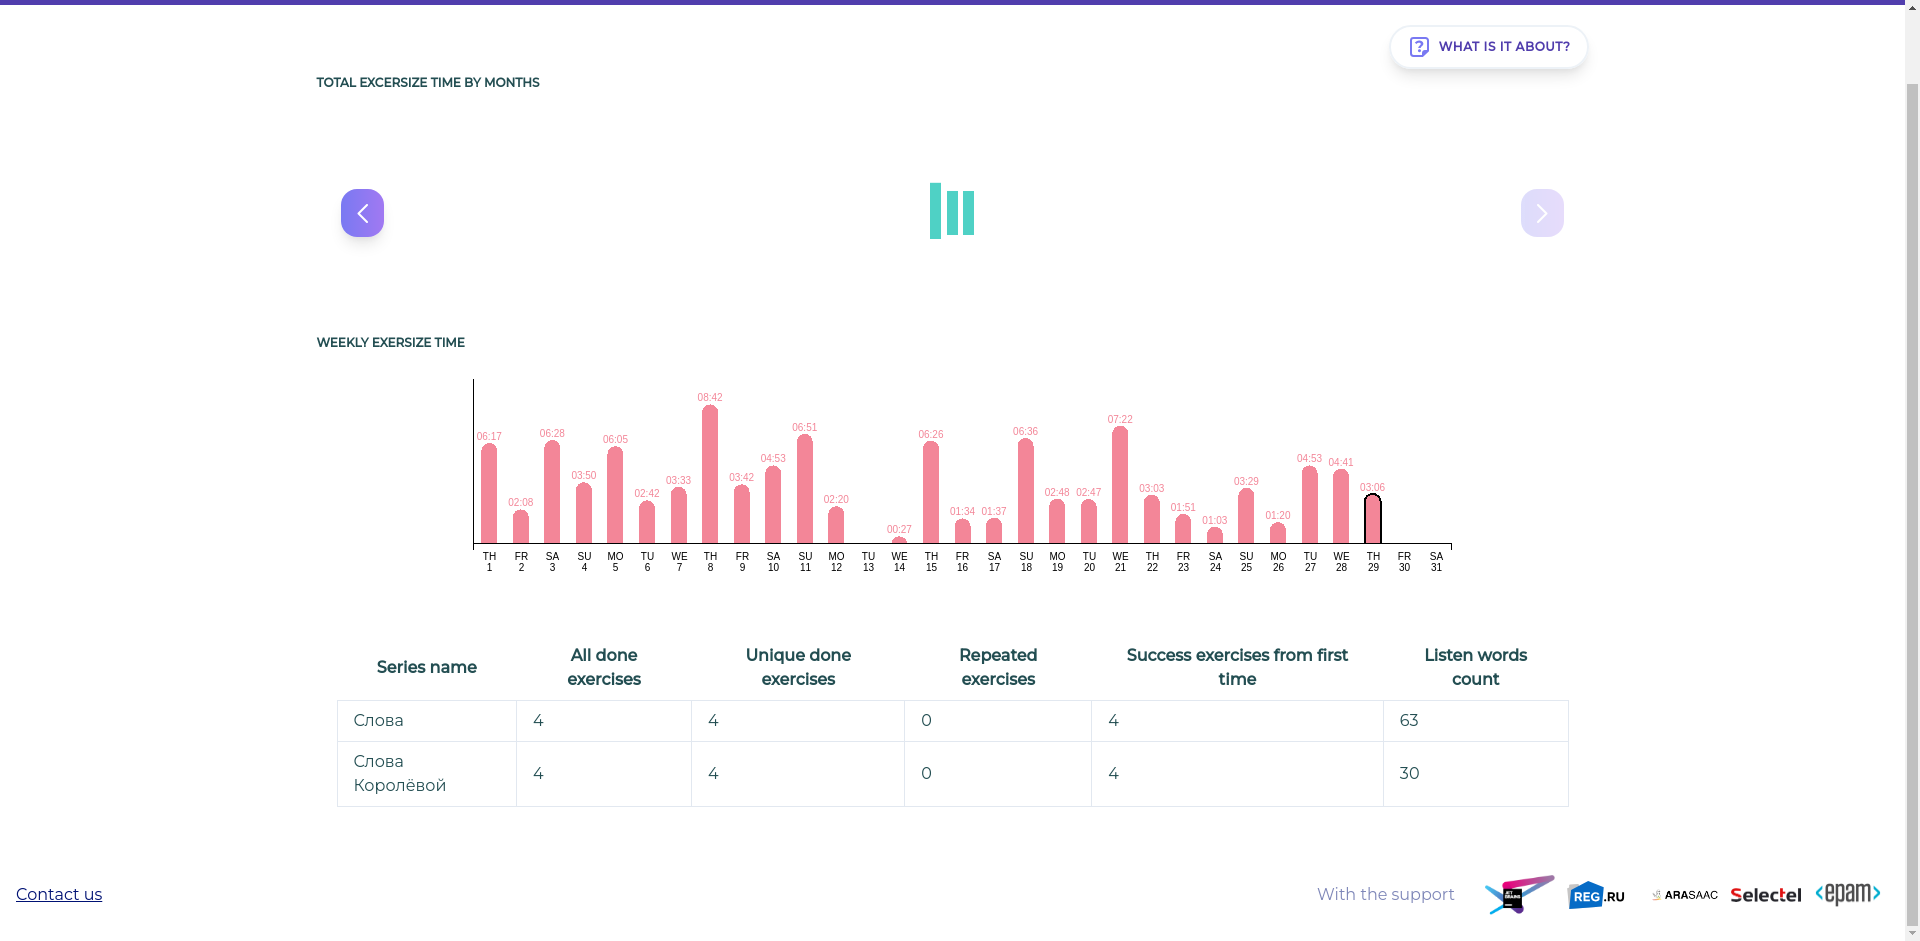 WHAT IS IT ABOUT?
TOTAL EXCERSIZE TIME BY MONTHS
WEEKLY EXERSIZE TIME
06:17 02:08 06:28 03:50 06:05 02:42 03:33 08:42 03:42 04:53 06:51 02:20 00:27 06:26 01:34 01:37 06:36 02:48 02:47 07:22 03:03 01:51 01:03 03:29 01:20 04:53 04:41 03:06
TH FR SA SU MO TU WE TH FR SA SU MO TU WE TH FR SA SU MO TU WE TH FR SA SU MO TU WE TH FR SA
1 2 3 4 5 6 7 8 9 10 11 12 13 14 15 16 17 18 19 20 21 22 23 24 25 26 27 28 29 30 31
Series name
All done
exercises
Unique done
exercises
Repeated
exercises
Success exercises from first
time
Listen words
count
Слова 4 4 0 4 63
Слова
Королёвой
4 4 0 4 30
Contact us
With the support
JET
BRAINS
REG.RU
ARASAAC
Selectel
<epam>